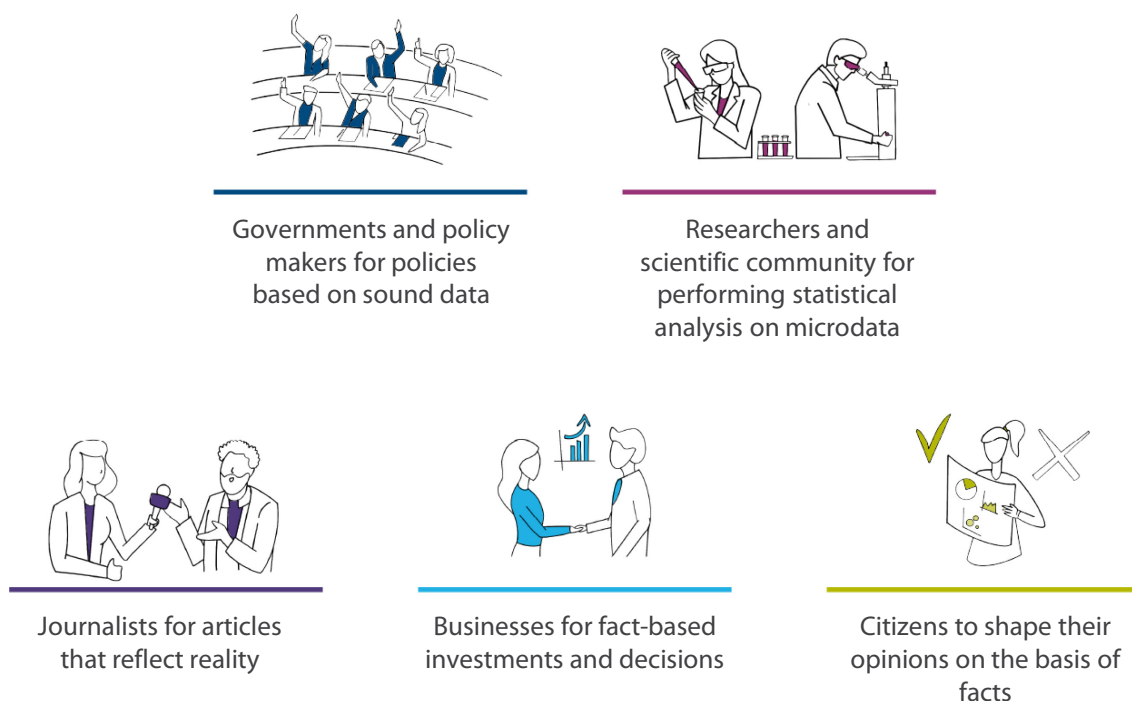 Governments and policy
makers for policies
based on sound data
Researchers and
scientific community for
performing statistical
analysis on microdata
Journalists for articles
that reflect reality
Businesses for fact-based
investments and decisions
Citizens to shape their
opinions on the basis of
facts